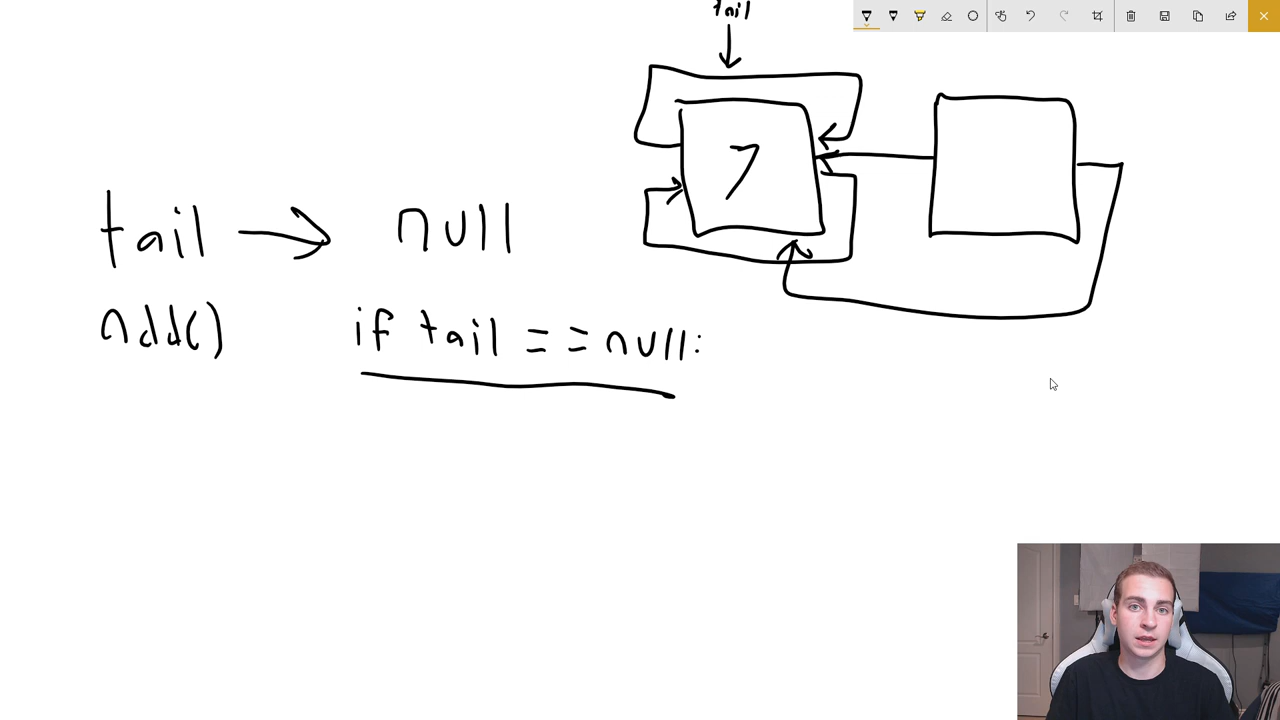 tail
7
tail → null
add() if tail == null: